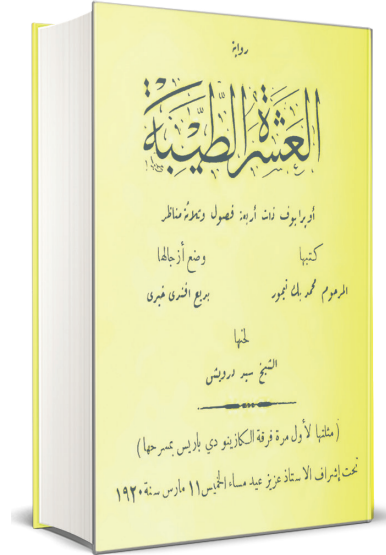 رواية
العشرة الطيبة
أوبرا بوف ذات أربعة فصول وثلاثة مناظر
كتبها وضع أزجالها
المرحوم محمد بك تيمور بديع افندى خيرى
لحنها
الشيخ سيد درويش
( مثلتها لأول مرة فرقة الكازينو دي باريس بمسرحها )
تحت إشراف الاستاذ عزيز عيد مساء الخميس ١١ مارس سنة ١٩٢٠